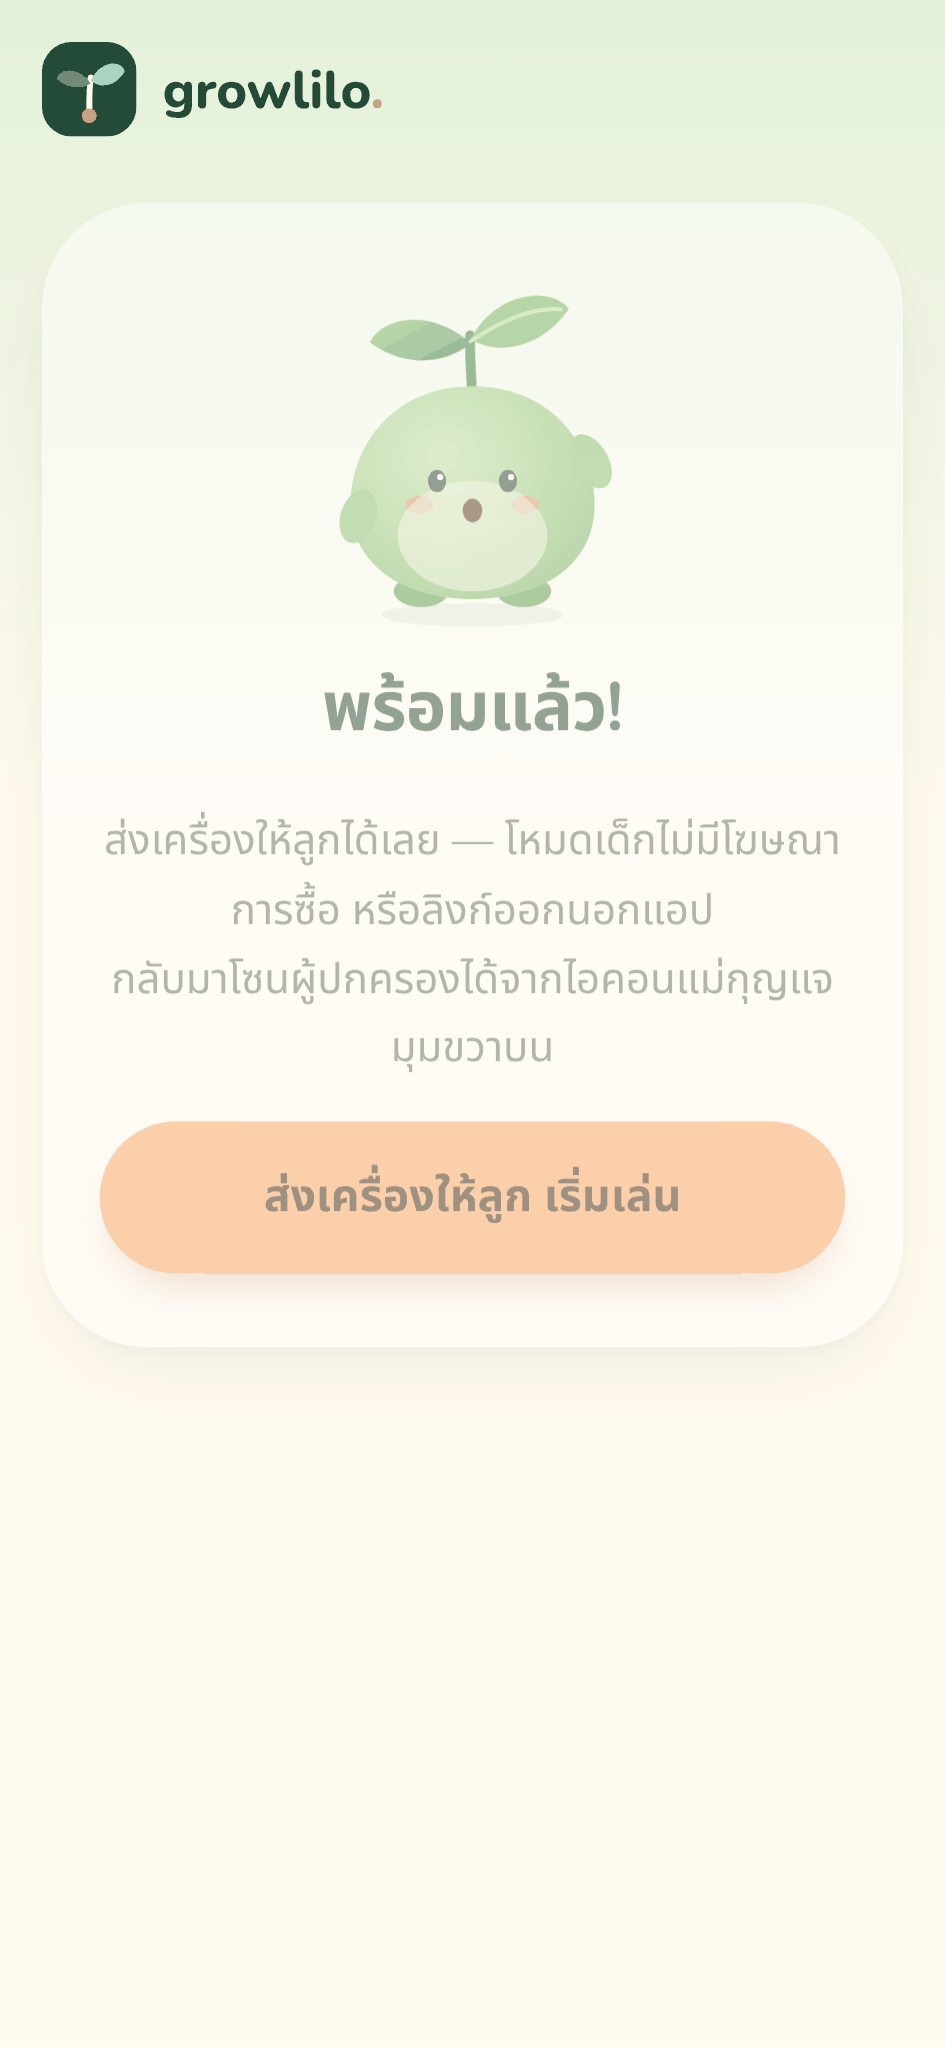 growlilo.
พร้อมแล้ว!
ส่งเครื่องให้ลูกได้เลย — โหมดเด็กไม่มีโฆษณา
การซื้อ หรือลิงก์ออกนอกแอป
กลับมาโซนผู้ปกครองได้จากไอคอนแม่กุญแจ
มุมขวาบน
ส่งเครื่องให้ลูก เริ่มเล่น